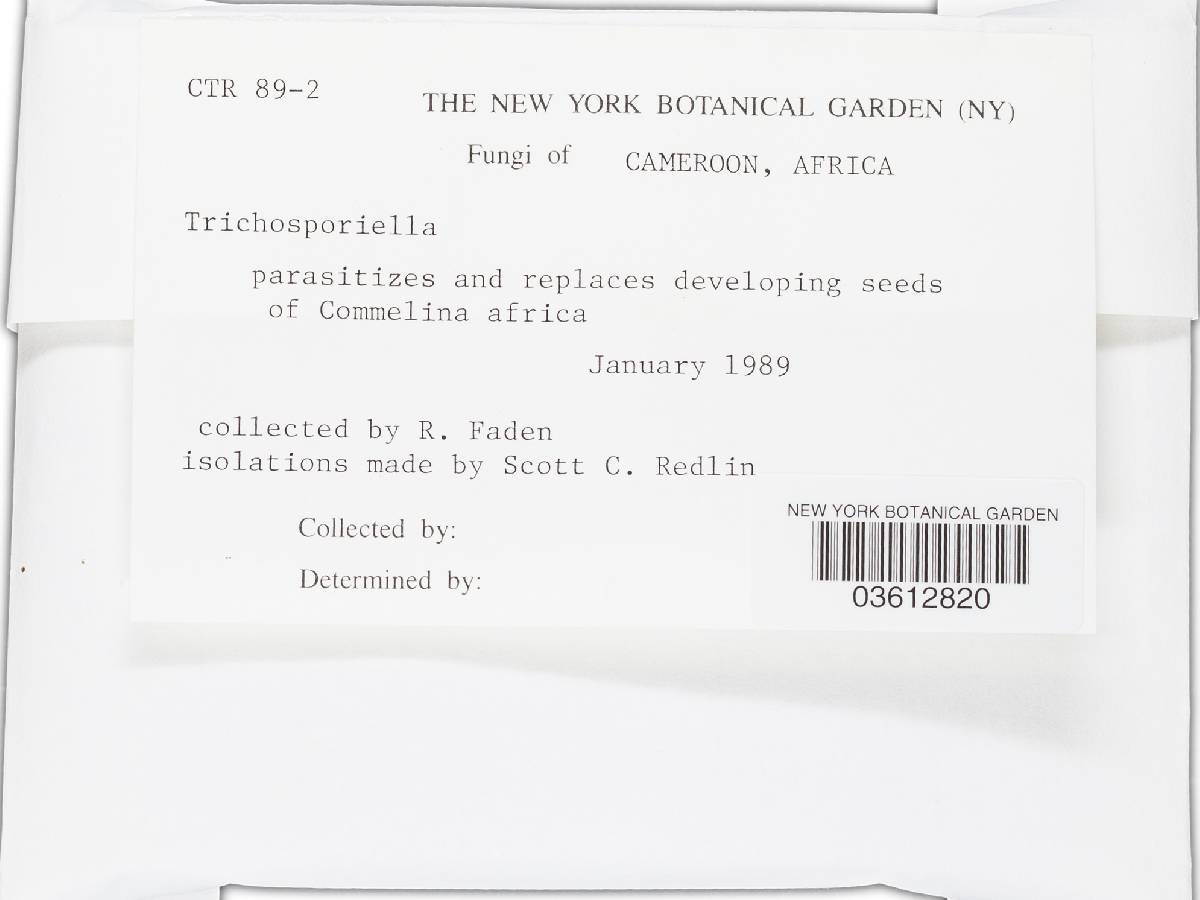 CTR 89-2
THE NEW YORK BOTANICAL GARDEN (NY)
Fungi of CAMEROON, AFRICA
Trichosporiella
parasitizes and replaces developing seeds
of Commelina africa
January 1989
collected by R. Faden
isolations made by Scott C. Redlin
Collected by:
Determined by:
NEW YORK BOTANICAL GARDEN
03612820